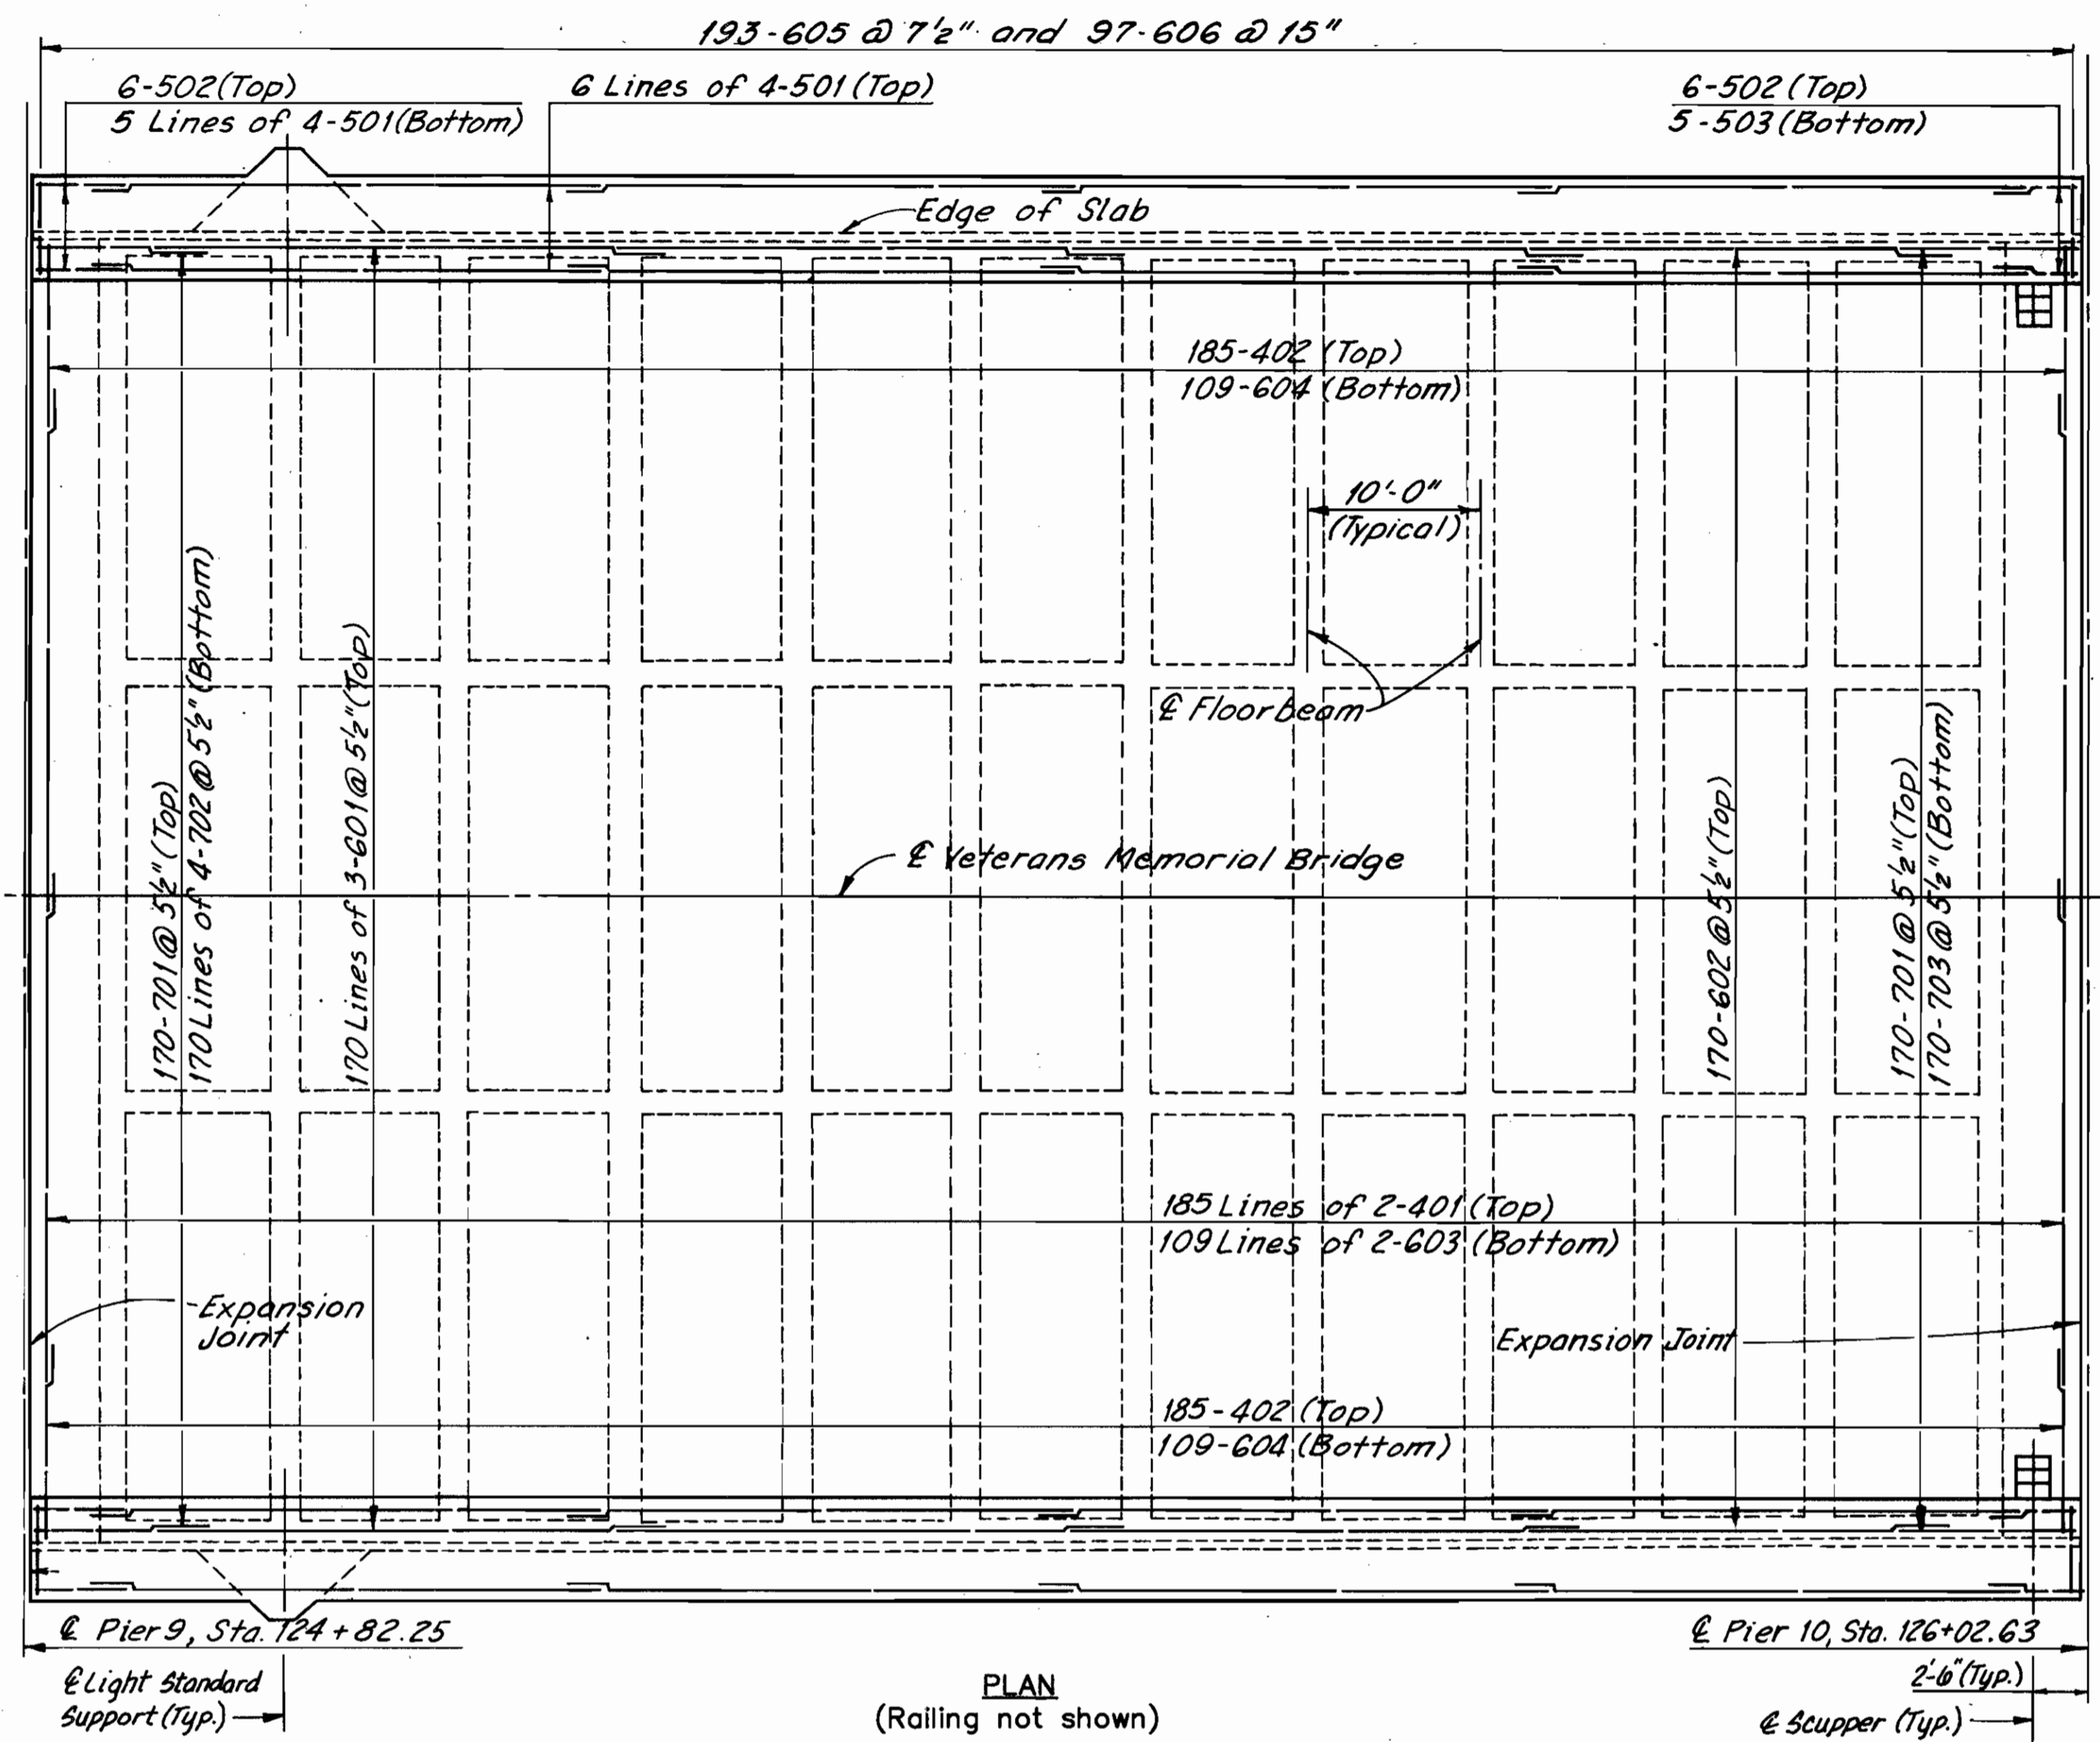 193-605 @ 7½" and 97-606 @ 15"
6-502 (Top)
5 Lines of 4-501 (Bottom)
6 Lines of 4-501 (Top)
6-502 (Top)
5-503 (Bottom)
Edge of Slab
185-402 (Top)
109-604 (Bottom)
10'-0"
(Typical)
℄ Floorbeam
170-701 @ 5½" (Top)
170 Lines of 4-702 @ 5½" (Bottom)
170 Lines of 3-601 @ 5½" (Top)
℄ Veterans Memorial Bridge
170-602 @ 5½" (Top)
170-701 @ 5½" (Top)
170-703 @ 5½" (Bottom)
185 Lines of 2-401 (Top)
109 Lines of 2-603 (Bottom)
Expansion
Joint
Expansion Joint
185-402 (Top)
109-604 (Bottom)
℄ Pier 9, Sta. 124+82.25
℄ Pier 10, Sta. 126+02.63
℄ Light Standard
Support (Typ.)
PLAN
(Railing not shown)
2'-6" (Typ.)
℄ Scupper (Typ.)